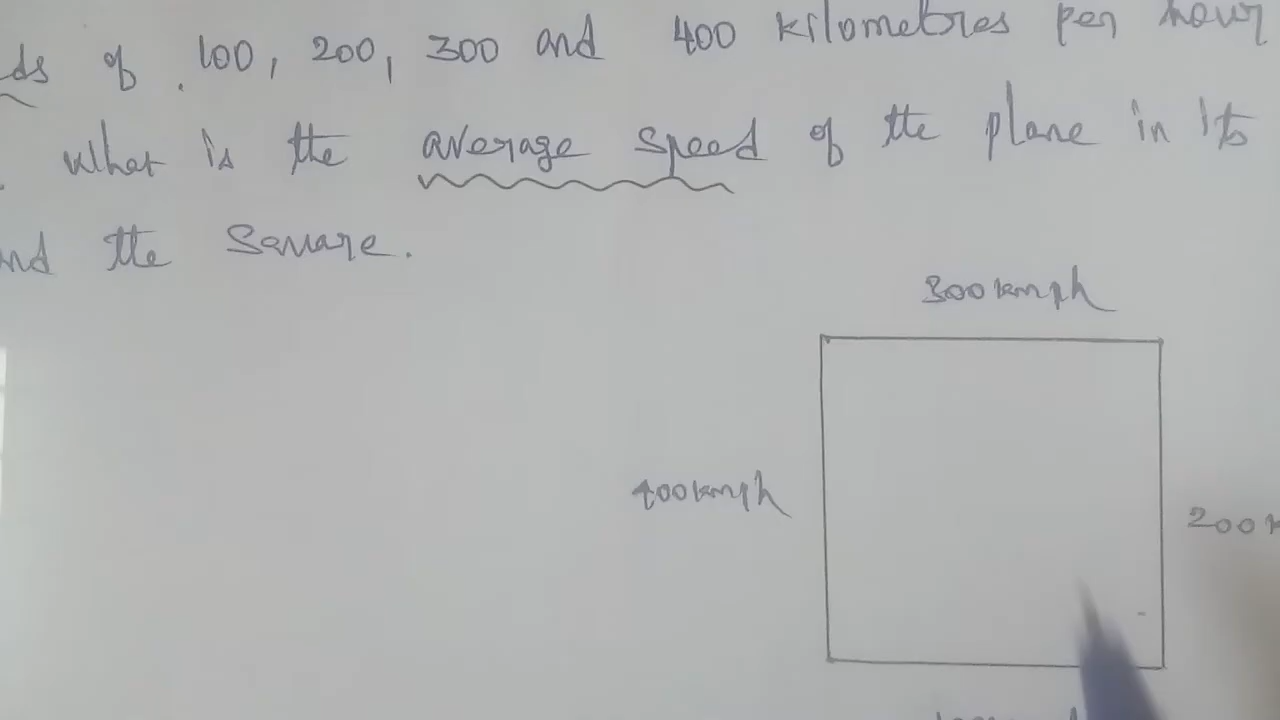 ds of 100, 200, 300 and 400 kilometres per hour
What is the average speed of the plane in its
nd the Square.
300kmph
400kmph
200k